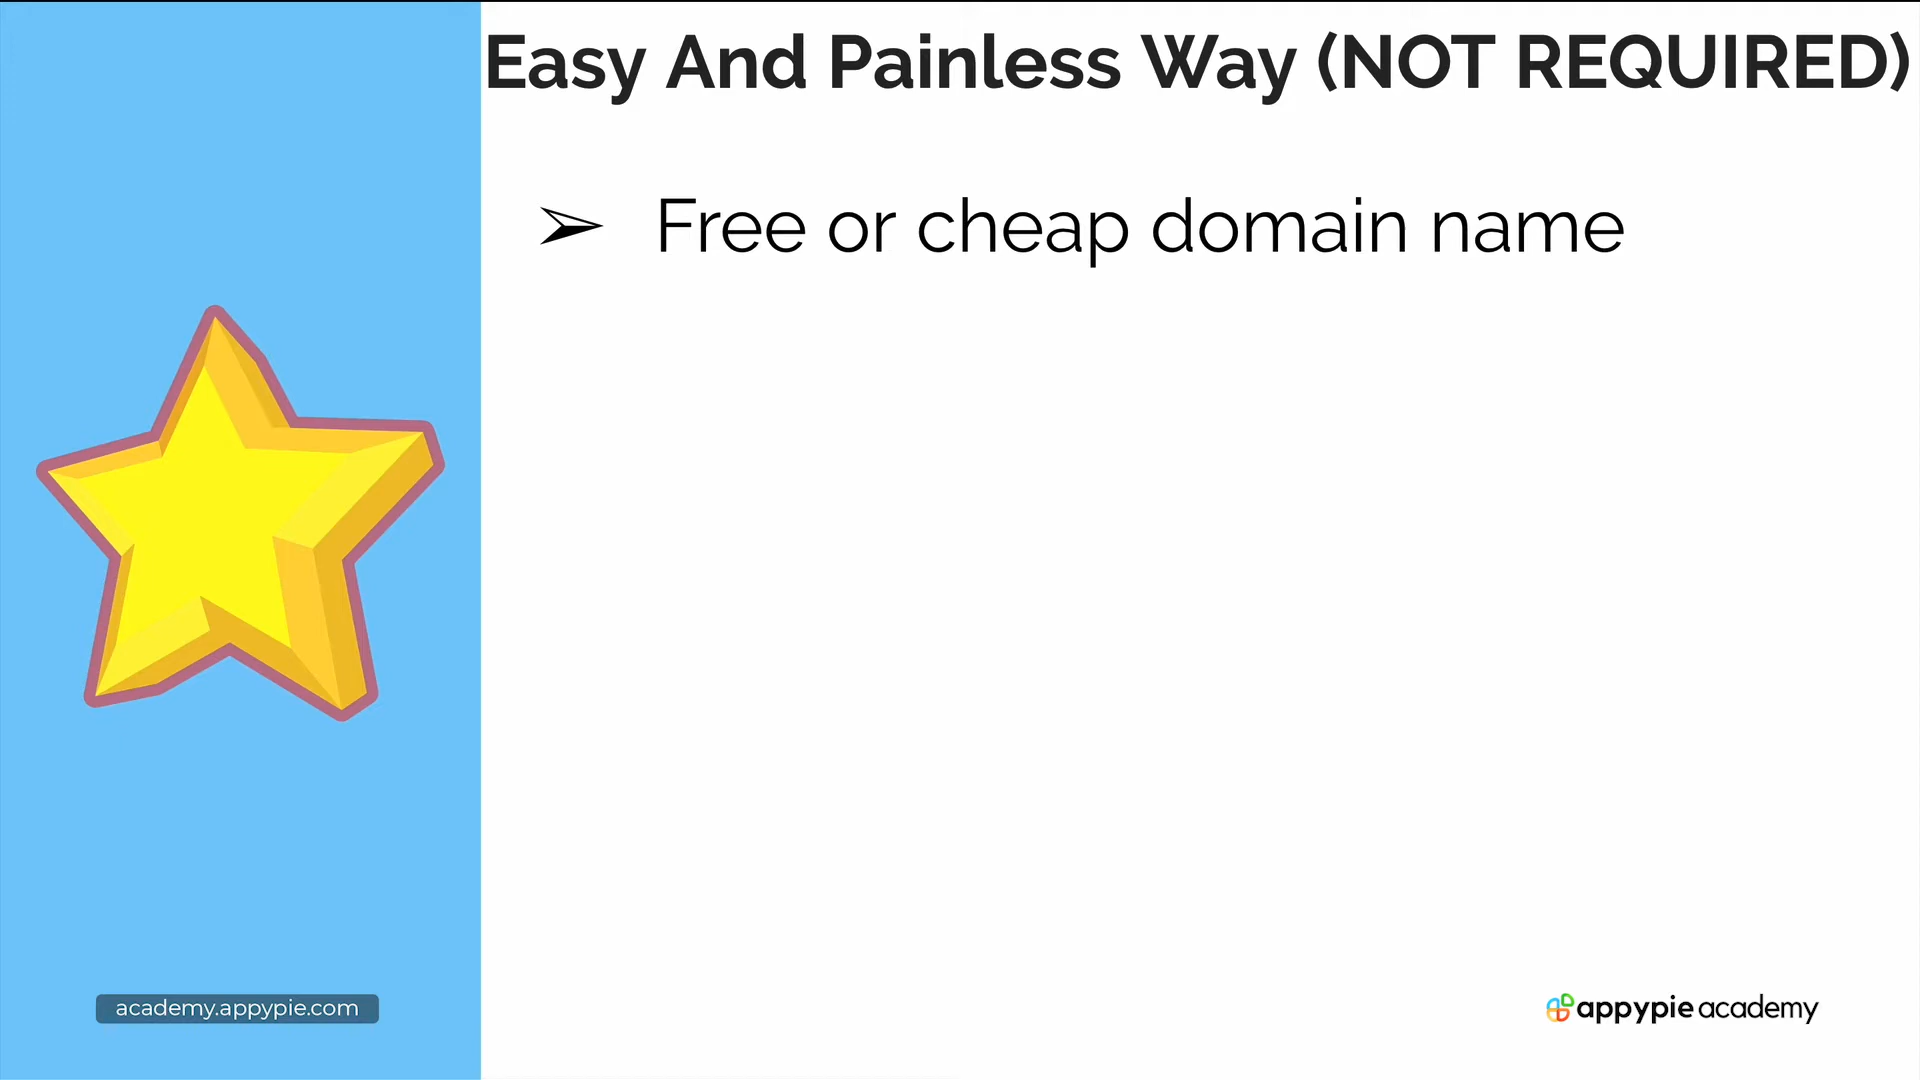 Easy And Painless Way (NOT REQUIRED)
➢ Free or cheap domain name
academy.appypie.com
appypie academy